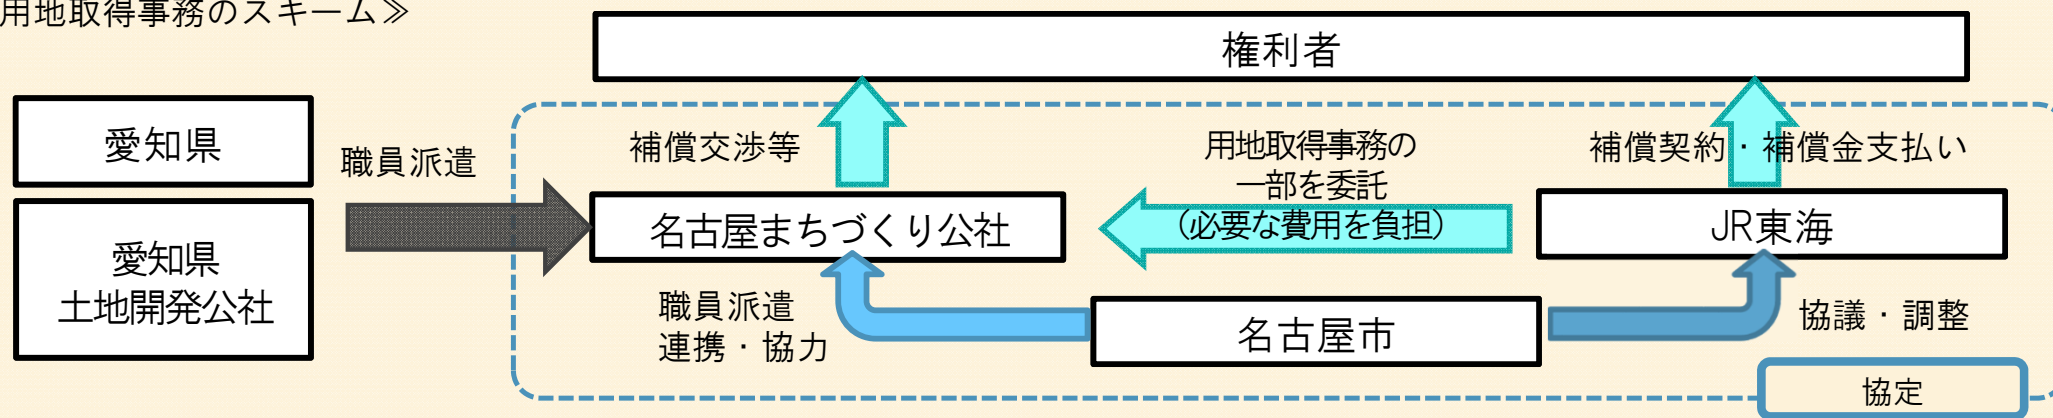 用地取得事務のスキーム≫
権利者
愛知県
職員派遣
補償交渉等
用地取得事務の
一部を委託
(必要な費用を負担)
補償契約・補償金支払い
愛知県
土地開発公社
名古屋まちづくり公社
JR東海
職員派遣
連携・協力
名古屋市
協議・調整
協定